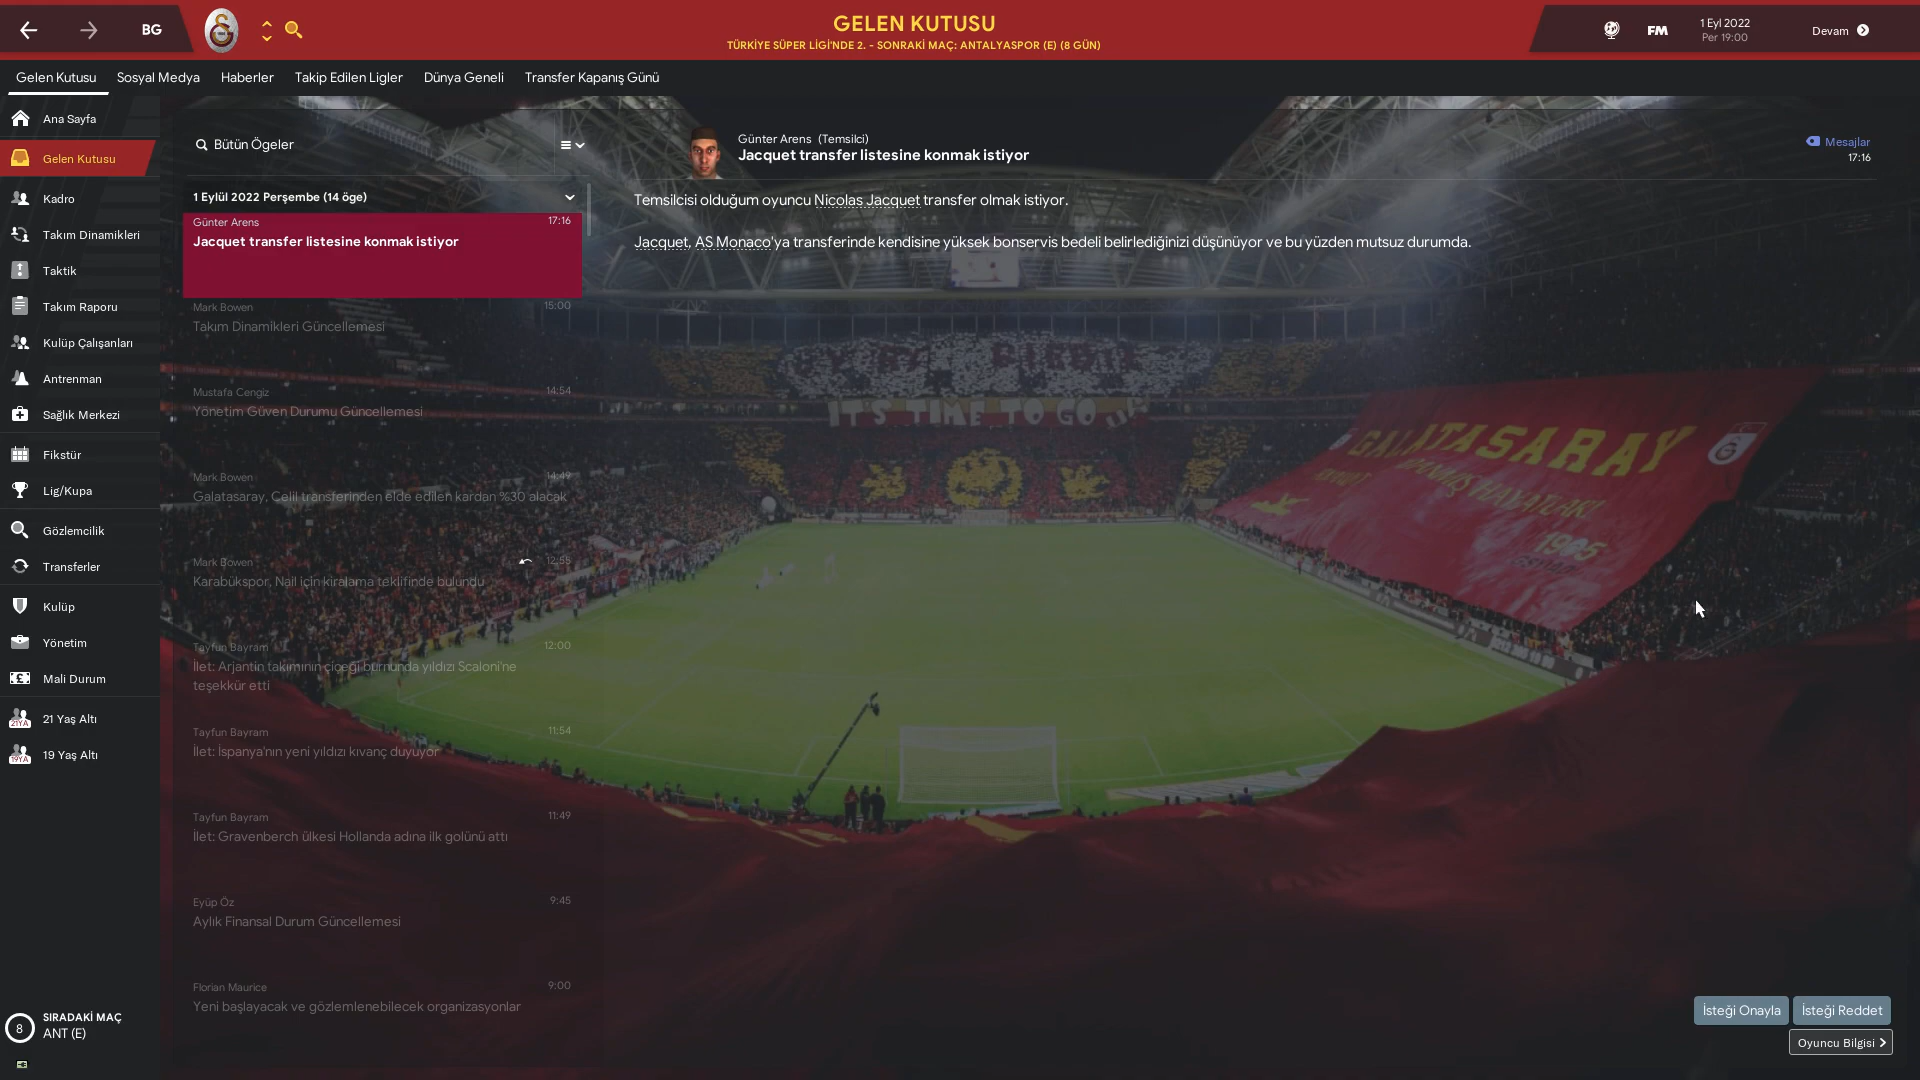 BG
GELEN KUTUSU
TÜRKİYE SÜPER LİGİ'NDE 2. - SONRAKİ MAÇ: ANTALYASPOR (E) (8 GÜN)
FM
1 Eyl 2022
Per 19:00
Devam
Gelen Kutusu Sosyal Medya Haberler Takip Edilen Ligler Dünya Geneli Transfer Kapanış Günü
Ana Sayfa
Gelen Kutusu
Kadro
Takım Dinamikleri
Taktik
Takım Raporu
Kulüp Çalışanları
Antrenman
Sağlık Merkezi
Fikstür
Lig/Kupa
Gözlemcilik
Transferler
Kulüp
Yönetim
Mali Durum
21YA
21 Yaş Altı
19YA
19 Yaş Altı
8
SIRADAKİ MAÇ
ANT (E)
Bütün Ögeler
1 Eylül 2022 Perşembe (14 öge)
Günter Arens 17:16
Jacquet transfer listesine konmak istiyor
Mark Bowen 15:00
Takım Dinamikleri Güncellemesi
Mustafa Cengiz 14:54
Yönetim Güven Durumu Güncellemesi
Mark Bowen 14:49
Galatasaray, Celil transferinden elde edilen kardan %30 alacak
Mark Bowen 12:55
Karabükspor, Nail için kiralama teklifinde bulundu
Tayfun Bayram 12:00
İlet: Arjantin takımının çiçeği burnunda yıldızı Scaloni'ne
teşekkür etti
Tayfun Bayram 11:54
İlet: İspanya'nın yeni yıldızı kıvanç duyuyor
Tayfun Bayram 11:49
İlet: Gravenberch ülkesi Hollanda adına ilk golünü attı
Eyüp Öz 9:45
Aylık Finansal Durum Güncellemesi
Florian Maurice 9:00
Yeni başlayacak ve gözlemlenebilecek organizasyonlar
Günter Arens (Temsilci)
Jacquet transfer listesine konmak istiyor
Mesajlar
17:16
Temsilcisi olduğum oyuncu Nicolas Jacquet transfer olmak istiyor.
Jacquet, AS Monaco'ya transferinde kendisine yüksek bonservis bedeli belirlediğinizi düşünüyor ve bu yüzden mutsuz durumda.
IT'S TIME TO GO
GALATASARAY
1905
İsteği Onayla İsteği Reddet
Oyuncu Bilgisi